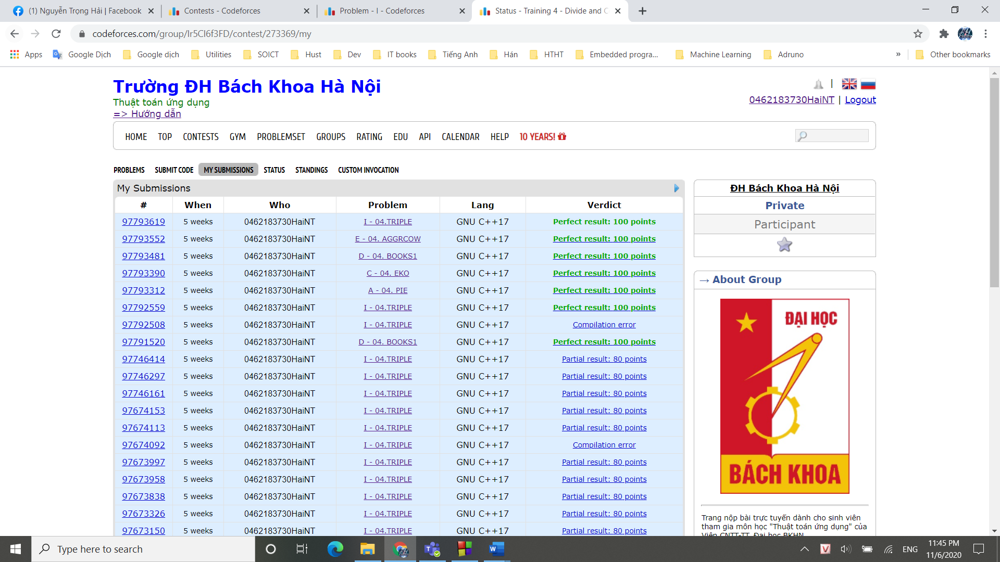 (1) Nguyễn Trọng Hải | Facebook
Contests - Codeforces
Problem - I - Codeforces
Status - Training 4 - Divide and C
codeforces.com/group/Ir5CI6f3FD/contest/273369/my
Apps Google Dịch Google dịch Utilities SOICT Hust Dev IT books Tiếng Anh Hán HTHT Embedded progra... Machine Learning Adruno » Other bookmarks
Trường ĐH Bách Khoa Hà Nội
Thuật toán ứng dụng
=> Hướng dẫn
0462183730HaiNT | Logout
HOME TOP CONTESTS GYM PROBLEMSET GROUPS RATING EDU API CALENDAR HELP 10 YEARS!
PROBLEMS SUBMIT CODE MY SUBMISSIONS STATUS STANDINGS CUSTOM INVOCATION
My Submissions
# When Who Problem Lang Verdict
97793619 5 weeks 0462183730HaiNT I - 04.TRIPLE GNU C++17 Perfect result: 100 points
97793552 5 weeks 0462183730HaiNT E - 04. AGGRCOW GNU C++17 Perfect result: 100 points
97793481 5 weeks 0462183730HaiNT D - 04. BOOKS1 GNU C++17 Perfect result: 100 points
97793390 5 weeks 0462183730HaiNT C - 04. EKO GNU C++17 Perfect result: 100 points
97793312 5 weeks 0462183730HaiNT A - 04. PIE GNU C++17 Perfect result: 100 points
97792559 5 weeks 0462183730HaiNT I - 04.TRIPLE GNU C++17 Perfect result: 100 points
97792508 5 weeks 0462183730HaiNT I - 04.TRIPLE GNU C++17 Compilation error
97791520 5 weeks 0462183730HaiNT D - 04. BOOKS1 GNU C++17 Perfect result: 100 points
97746414 5 weeks 0462183730HaiNT I - 04.TRIPLE GNU C++17 Partial result: 80 points
97746297 5 weeks 0462183730HaiNT I - 04.TRIPLE GNU C++17 Partial result: 80 points
97746161 5 weeks 0462183730HaiNT I - 04.TRIPLE GNU C++17 Partial result: 80 points
97674153 5 weeks 0462183730HaiNT I - 04.TRIPLE GNU C++17 Partial result: 80 points
97674113 5 weeks 0462183730HaiNT I - 04.TRIPLE GNU C++17 Partial result: 80 points
97674092 5 weeks 0462183730HaiNT I - 04.TRIPLE GNU C++17 Compilation error
97673997 5 weeks 0462183730HaiNT I - 04.TRIPLE GNU C++17 Partial result: 80 points
97673958 5 weeks 0462183730HaiNT I - 04.TRIPLE GNU C++17 Partial result: 80 points
97673838 5 weeks 0462183730HaiNT I - 04.TRIPLE GNU C++17 Partial result: 80 points
97673326 5 weeks 0462183730HaiNT I - 04.TRIPLE GNU C++17 Partial result: 80 points
97673150 5 weeks 0462183730HaiNT I - 04.TRIPLE GNU C++17 Partial result: 80 points
ĐH Bách Khoa Hà Nội
Private
Participant
→ About Group
ĐẠI HỌC
BÁCH KHOA
Trang nộp bài trực tuyến dành cho sinh viên
tham gia môn học "Thuật toán ứng dụng" của
Viện CNTT-TT, Đại học BKHN
Type here to search
ENG
11:45 PM
11/6/2020